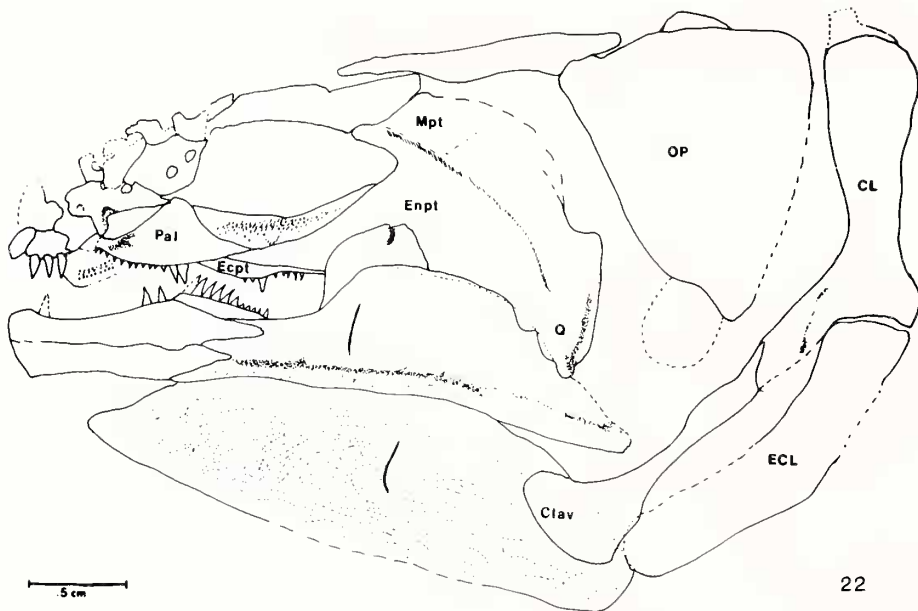 Mpt
OP
CL
Enpt
Pal
Ecpt
Q
ECL
Clav
.5 cm
22